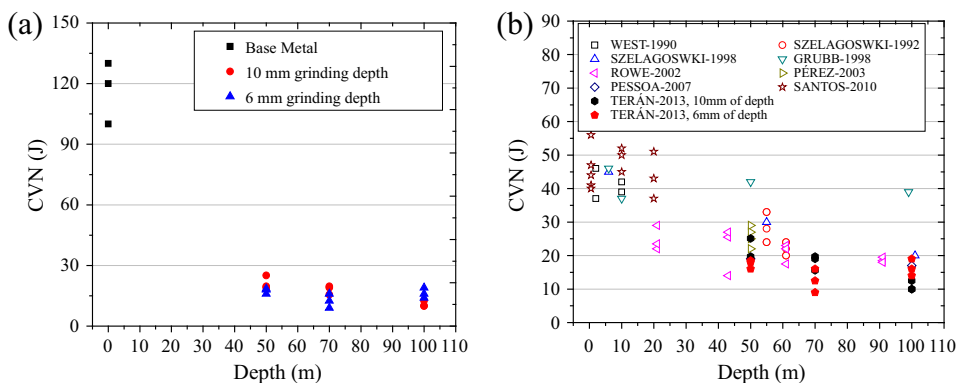 (a)
CVN (J)
150
120
90
60
30
0
Base Metal
10 mm grinding depth
6 mm grinding depth
0 10 20 30 40 50 60 70 80 90 100 110
Depth (m)
(b)
CVN (J)
90
80
70
60
50
40
30
20
10
0
WEST-1990
SZELAGOSWKI-1992
SZELAGOSWKI-1998
GRUBB-1998
ROWE-2002
PÉREZ-2003
PESSOA-2007
SANTOS-2010
TERÁN-2013, 10mm of depth
TERÁN-2013, 6mm of depth
0 10 20 30 40 50 60 70 80 90 100 110
Depth (m)